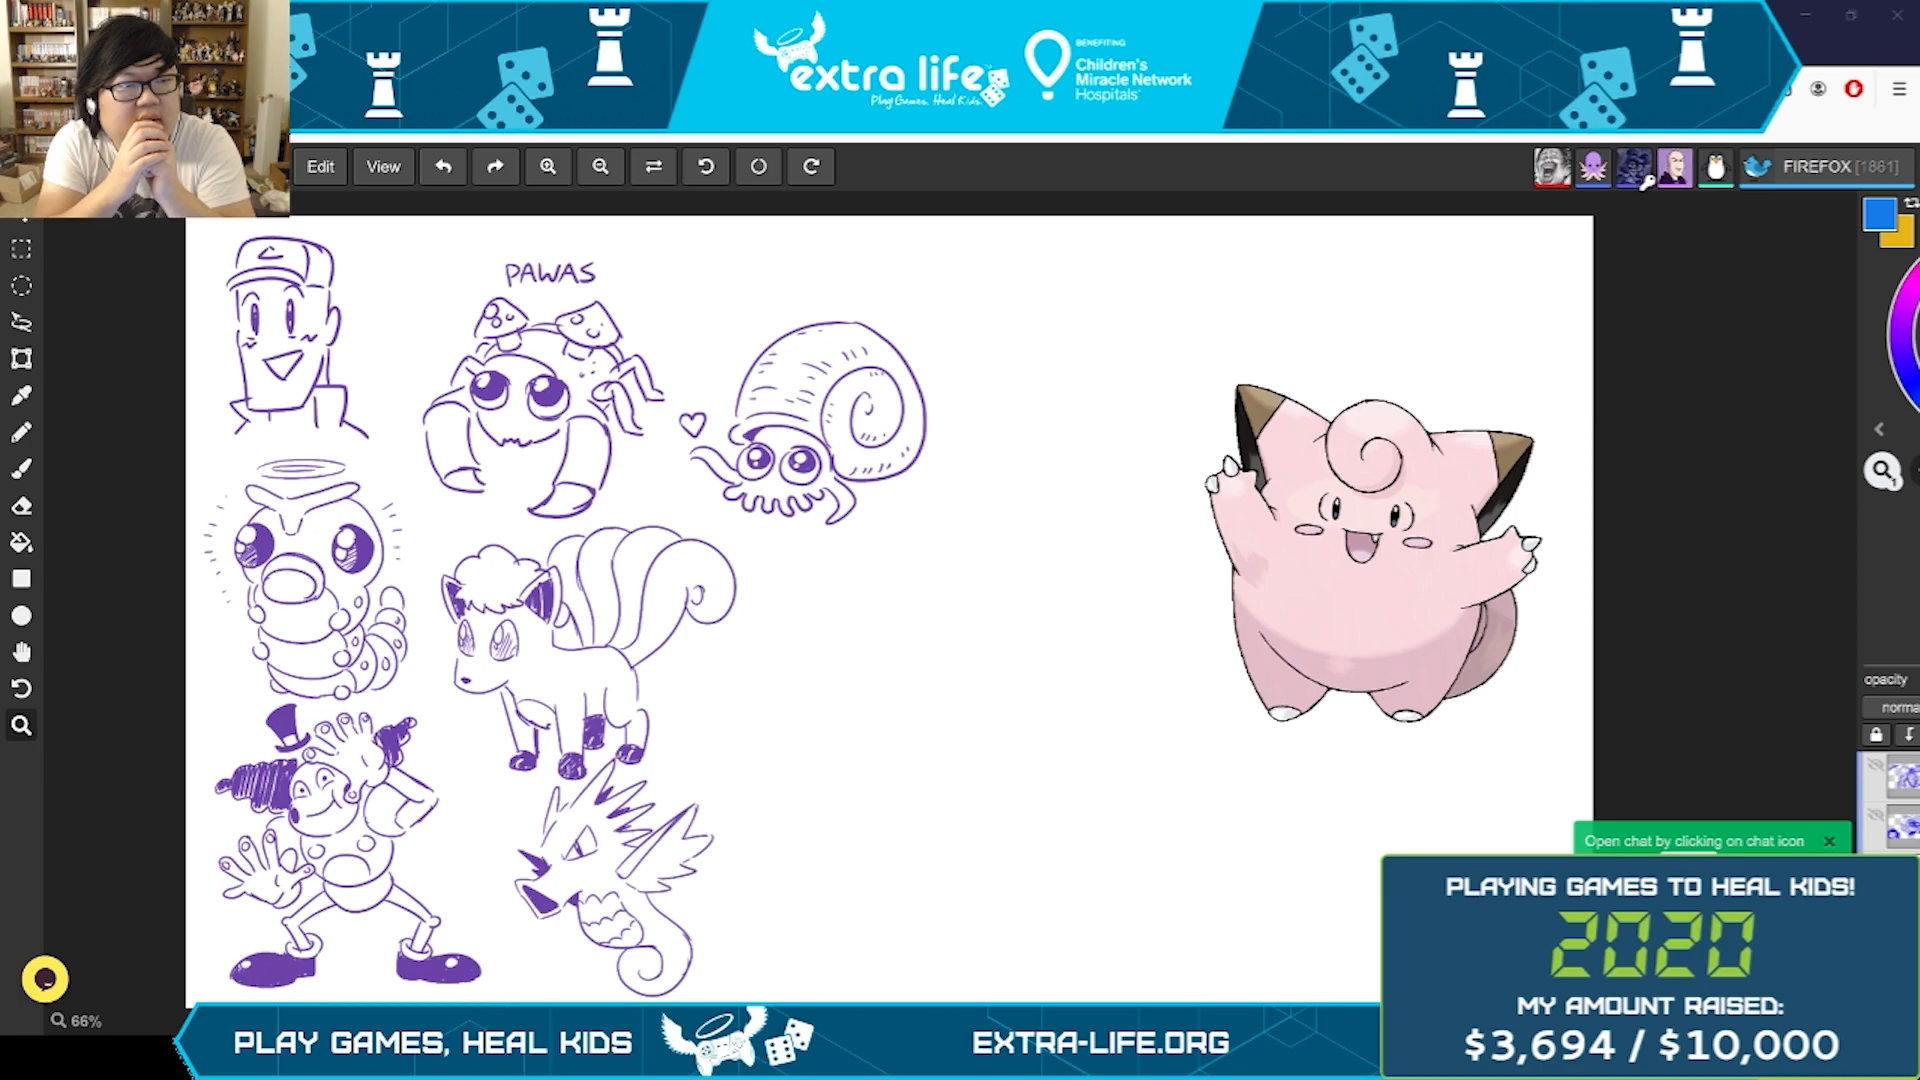 extra life
Play Games. Heal Kids.
BENEFITING
Children's
Miracle Network
Hospitals
Edit
View
FIREFOX [1861]
C
PAWAS
opacity
norma
Open chat by clicking on chat icon
PLAYING GAMES TO HEAL KIDS!
2020
MY AMOUNT RAISED:
$3,694 / $10,000
66%
PLAY GAMES, HEAL KIDS
EXTRA-LIFE.ORG